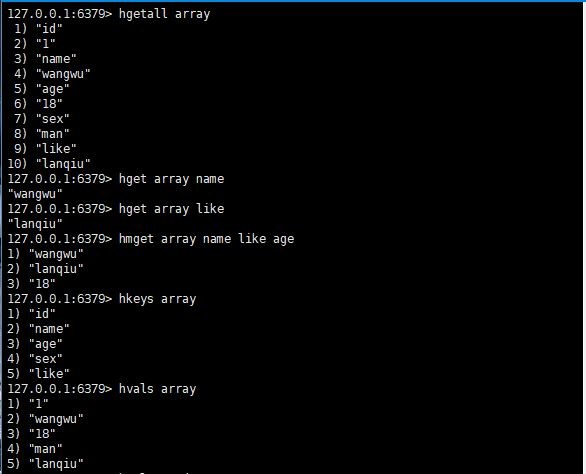 127.0.0.1:6379> hgetall array
1) "id"
2) "1"
3) "name"
4) "wangwu"
5) "age"
6) "18"
7) "sex"
8) "man"
9) "like"
10) "lanqiu"
127.0.0.1:6379> hget array name
"wangwu"
127.0.0.1:6379> hget array like
"lanqiu"
127.0.0.1:6379> hmget array name like age
1) "wangwu"
2) "lanqiu"
3) "18"
127.0.0.1:6379> hkeys array
1) "id"
2) "name"
3) "age"
4) "sex"
5) "like"
127.0.0.1:6379> hvals array
1) "1"
2) "wangwu"
3) "18"
4) "man"
5) "lanqiu"